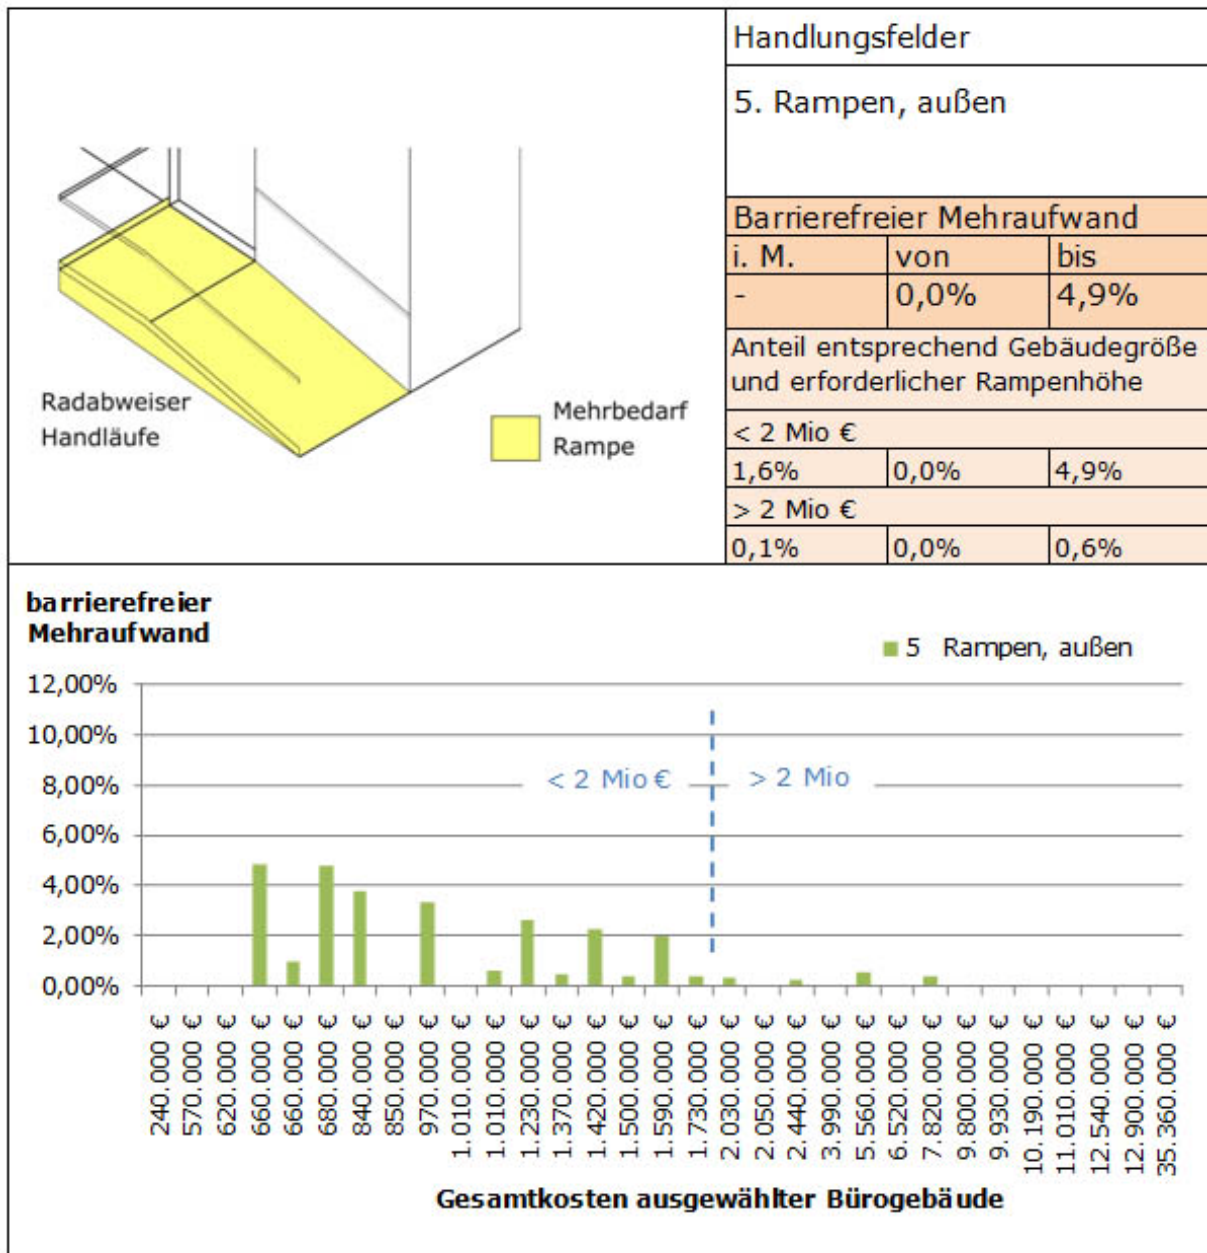 Radabweiser
Handläufe
Mehrbedarf
Rampe
Handlungsfelder
5. Rampen, außen
Barrierefreier Mehraufwand
i. M. von bis
- 0,0% 4,9%
Anteil entsprechend Gebäudegröße
und erforderlicher Rampenhöhe
< 2 Mio €
1,6% 0,0% 4,9%
> 2 Mio €
0,1% 0,0% 0,6%
barrierefreier
Mehraufwand
5 Rampen, außen
12,00%
10,00%
8,00%
6,00%
4,00%
2,00%
0,00%
< 2 Mio €
> 2 Mio
240.000 €
570.000 €
620.000 €
660.000 €
660.000 €
680.000 €
840.000 €
850.000 €
970.000 €
1.010.000 €
1.010.000 €
1.230.000 €
1.370.000 €
1.420.000 €
1.500.000 €
1.590.000 €
1.730.000 €
2.030.000 €
2.050.000 €
2.440.000 €
3.990.000 €
5.560.000 €
6.520.000 €
7.820.000 €
9.800.000 €
9.930.000 €
10.190.000 €
11.010.000 €
12.540.000 €
12.900.000 €
35.360.000 €
Gesamtkosten ausgewählter Bürogebäude